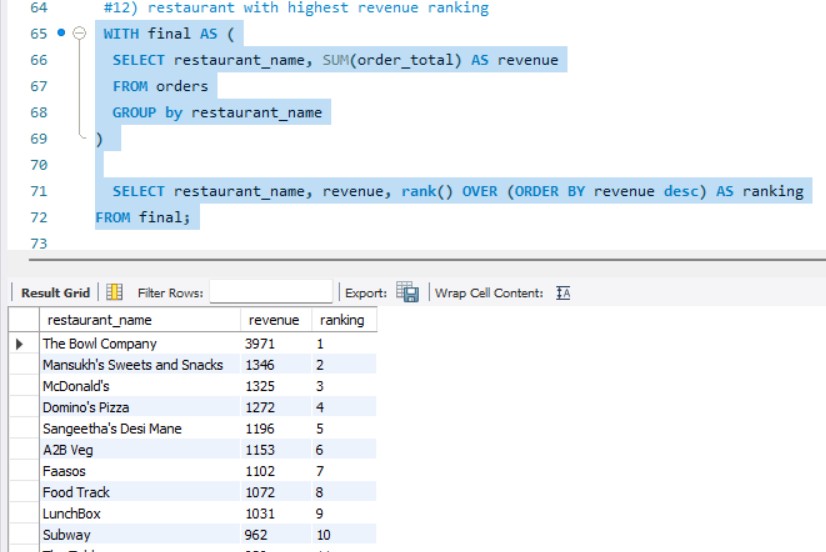 64 #12) restaurant with highest revenue ranking
65 WITH final AS (
66 SELECT restaurant_name, SUM(order_total) AS revenue
67 FROM orders
68 GROUP by restaurant_name
69 )
70
71 SELECT restaurant_name, revenue, rank() OVER (ORDER BY revenue desc) AS ranking
72 FROM final;
73
Result Grid Filter Rows: Export: Wrap Cell Content:
restaurant_name revenue ranking
The Bowl Company 3971 1
Mansukh's Sweets and Snacks 1346 2
McDonald's 1325 3
Domino's Pizza 1272 4
Sangeetha's Desi Mane 1196 5
A2B Veg 1153 6
Faasos 1102 7
Food Track 1072 8
LunchBox 1031 9
Subway 962 10